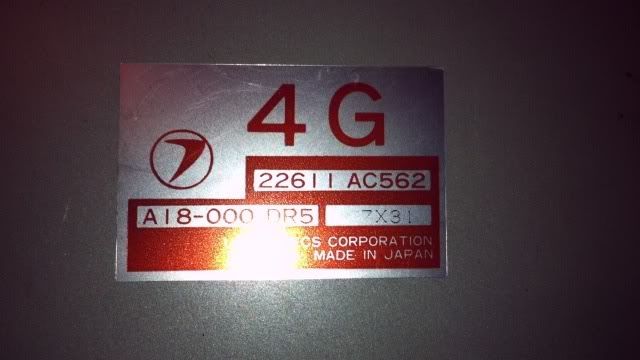 4G
22611 AC562
A18-000 DR5 7X31
CS CORPORATION
MADE IN JAPAN